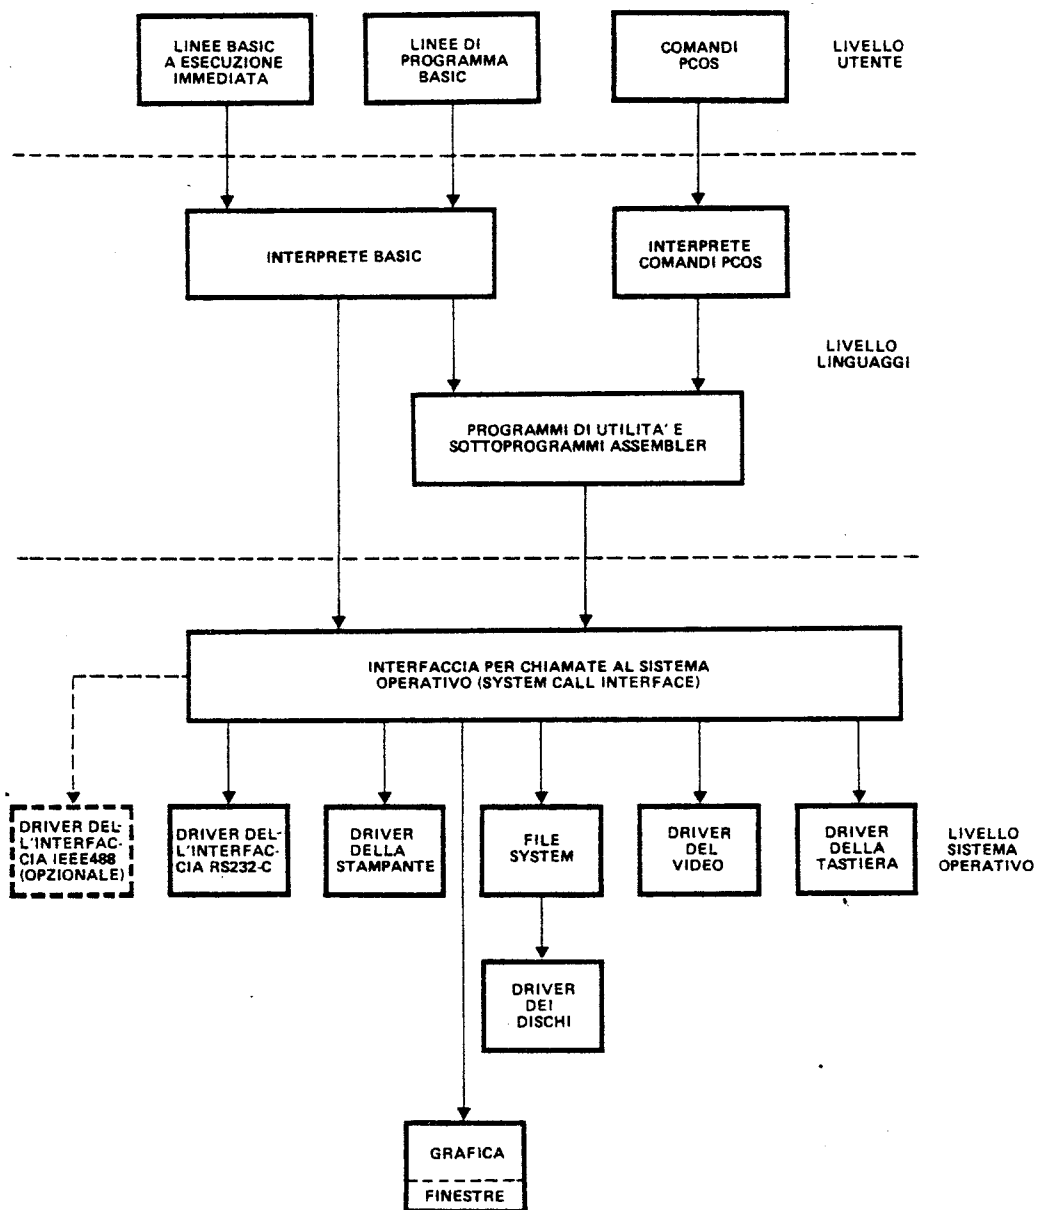 LINEE BASIC
A ESECUZIONE
IMMEDIATA
LINEE DI
PROGRAMMA
BASIC
COMANDI
PCOS
LIVELLO
UTENTE
INTERPRETE BASIC
INTERPRETE
COMANDI PCOS
LIVELLO
LINGUAGGI
PROGRAMMI DI UTILITA' E
SOTTOPROGRAMMI ASSEMBLER
INTERFACCIA PER CHIAMATE AL SISTEMA
OPERATIVO (SYSTEM CALL INTERFACE)
DRIVER DEL-
L'INTERFAC-
CIA IEEE488
(OPZIONALE)
DRIVER DEL-
L'INTERFAC-
CIA RS232-C
DRIVER
DELLA
STAMPANTE
FILE
SYSTEM
DRIVER
DEL
VIDEO
DRIVER
DELLA
TASTIERA
LIVELLO
SISTEMA
OPERATIVO
DRIVER
DEI
DISCHI
GRAFICA
FINESTRE